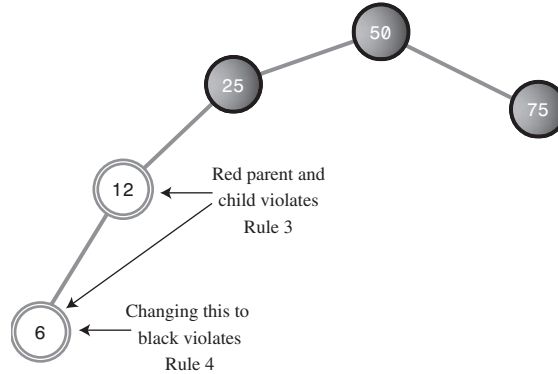 50
25
75
12
Red parent and
child violates
Rule 3
6
Changing this to
black violates
Rule 4